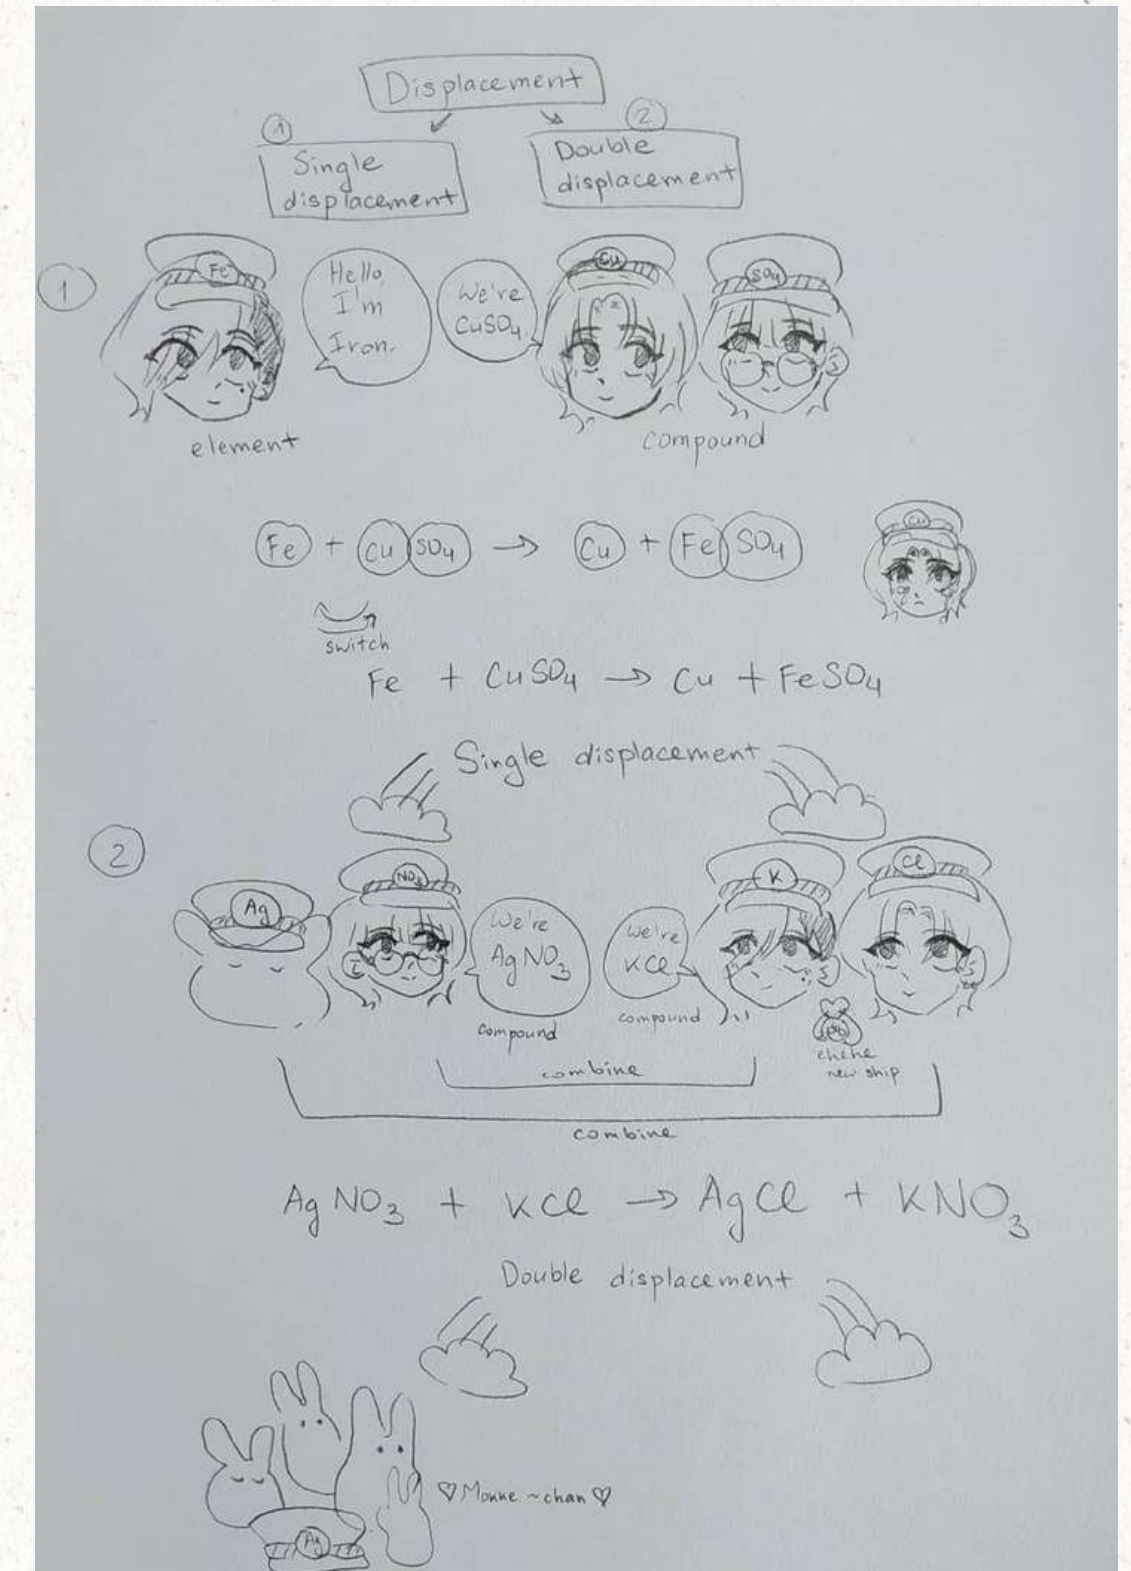 Displacement
1
Single
displacement
2
Double
displacement
1
Fe
Hello,
I'm
Iron.
We're
CuSO4
Cu
SO4
element
compound
Fe + Cu SO4 → Cu + Fe SO4
Cu
switch
Fe + CuSO4 → Cu + FeSO4
Single displacement
2
Ag
NO3
We're
AgNO3
compound
We're
KCl
compound
K
Cl
ehehe
new ship
combine
combine
AgNO3 + KCl → AgCl + KNO3
Double displacement
♡ Mokke ~ chan ♡
Ag